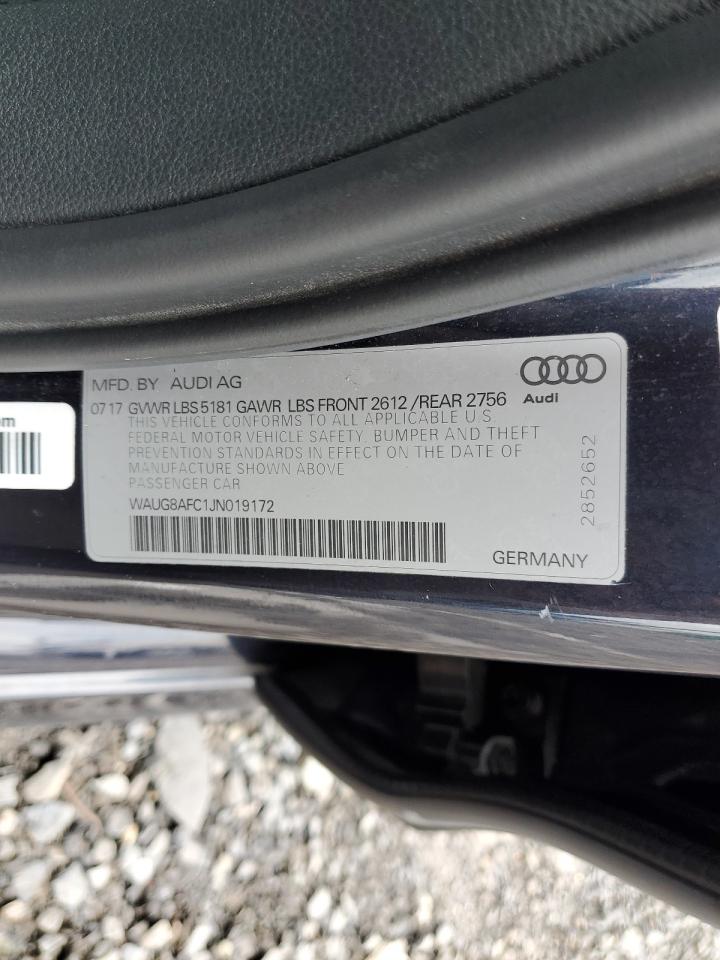 MFD. BY AUDI AG
07 17 GVWR LBS 5181 GAWR LBS FRONT 2612 /REAR 2756
Audi
THIS VEHICLE CONFORMS TO ALL APPLICABLE U.S.
FEDERAL MOTOR VEHICLE SAFETY, BUMPER AND THEFT
PREVENTION STANDARDS IN EFFECT ON THE DATE OF
MANUFACTURE SHOWN ABOVE
PASSENGER CAR
WAUG8AFC1JN019172
GERMANY
2852652